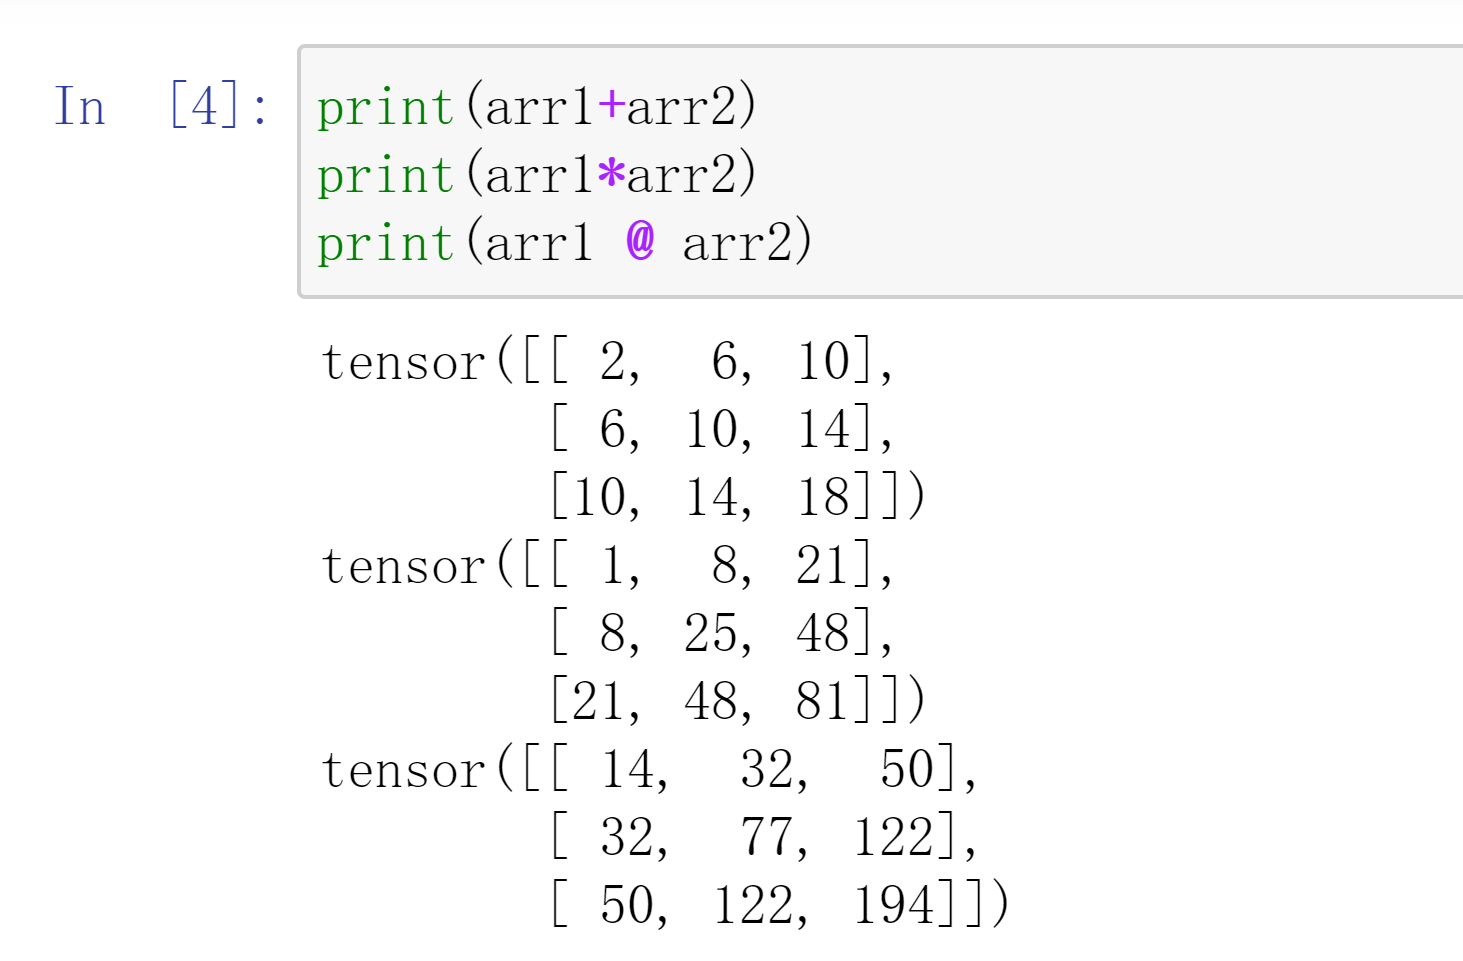 In [4]: print(arr1+arr2)
print(arr1*arr2)
print(arr1 @ arr2)
tensor([[ 2,  6, 10],
        [ 6, 10, 14],
        [10, 14, 18]])
tensor([[ 1,  8, 21],
        [ 8, 25, 48],
        [21, 48, 81]])
tensor([[ 14,  32,  50],
        [ 32,  77, 122],
        [ 50, 122, 194]])